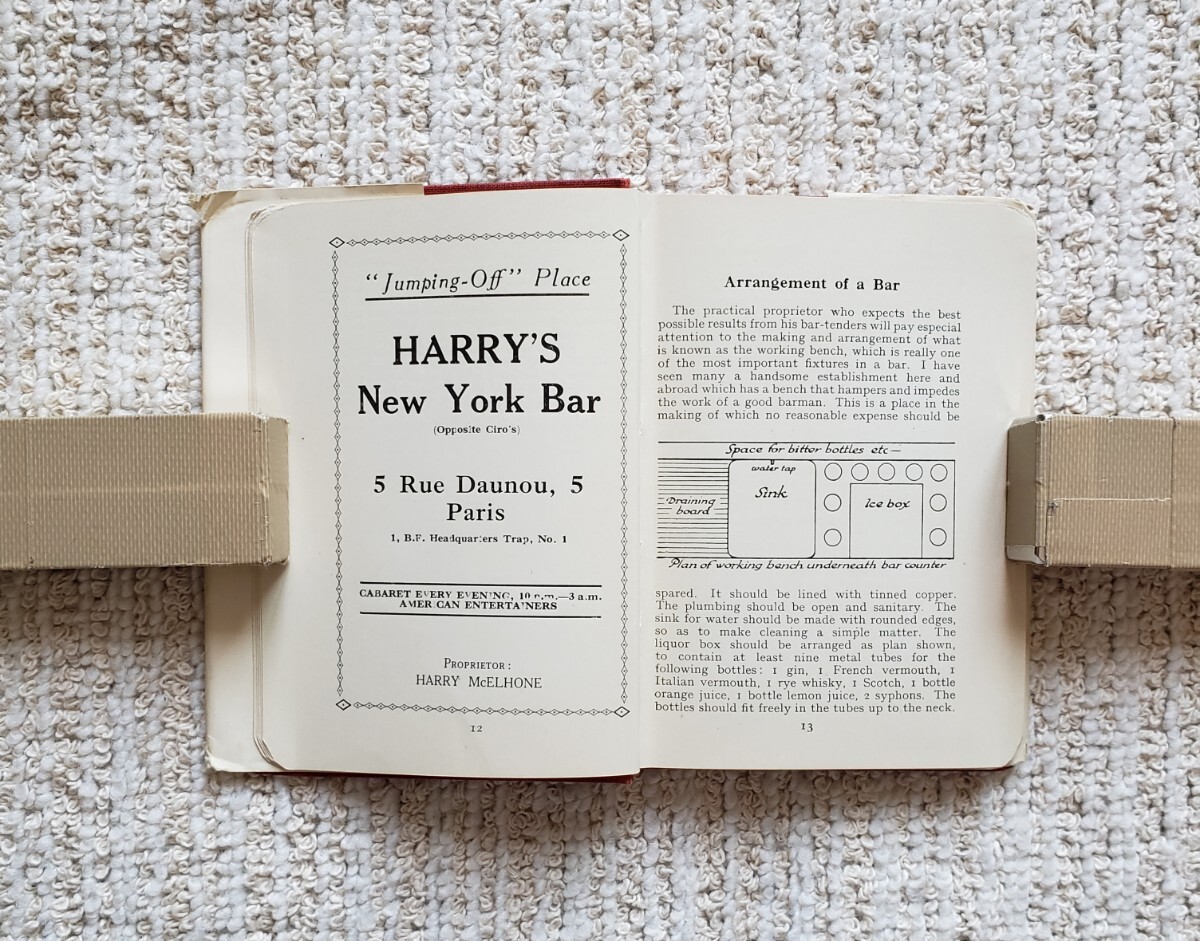 “Jumping-Off” Place
HARRY'S
New York Bar
(Opposite Ciro's)
5 Rue Daunou, 5
Paris
1, B.F. Headquarters Trap, No. 1
CABARET EVERY EVENING, 10 p.m.—3 a.m.
AMERICAN ENTERTAINERS
PROPRIETOR:
HARRY McELHONE
12
Arrangement of a Bar
The practical proprietor who expects the best
possible results from his bar-tenders will pay especial
attention to the making and arrangement of what
is known as the working bench, which is really one
of the most important fixtures in a bar. I have
seen many a handsome establishment here and
abroad which has a bench that hampers and impedes
the work of a good barman. This is a place in the
making of which no reasonable expense should be
Space for bitter bottles etc—
water tap
Sink
Draining
board
Ice box
Plan of working bench underneath bar counter
spared. It should be lined with tinned copper.
The plumbing should be open and sanitary. The
sink for water should be made with rounded edges,
so as to make cleaning a simple matter. The
liquor box should be arranged as plan shown,
to contain at least nine metal tubes for the
following bottles: 1 gin, 1 French vermouth, 1
Italian vermouth, 1 rye whisky, 1 Scotch, 1 bottle
orange juice, 1 bottle lemon juice, 2 syphons. The
bottles should fit freely in the tubes up to the neck.
13